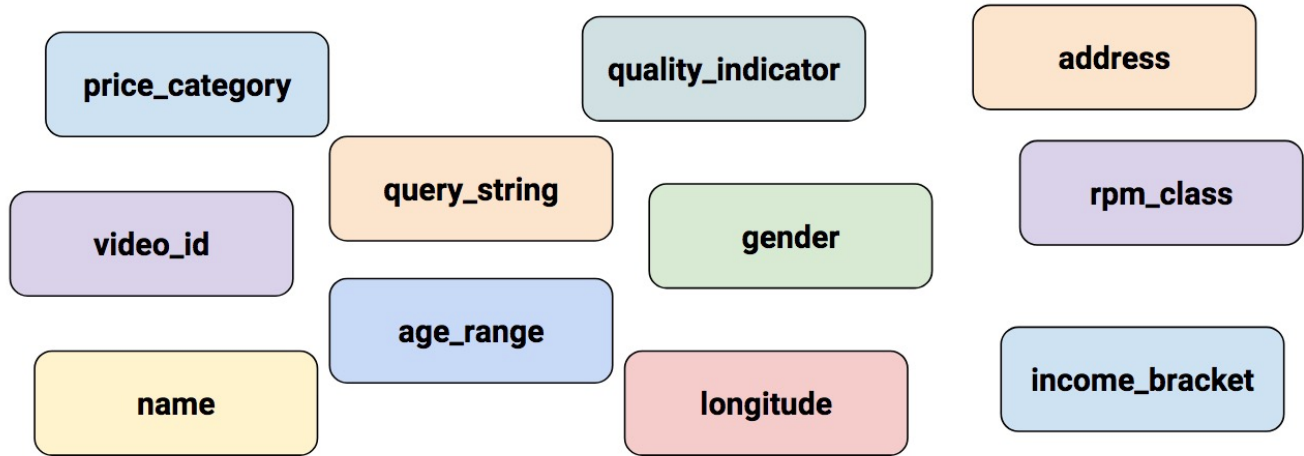 price_category
quality_indicator
address
query_string
rpm_class
video_id
gender
age_range
name
longitude
income_bracket